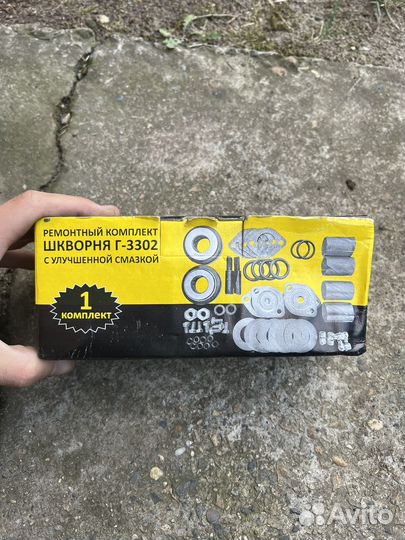 РЕМОНТНЫЙ КОМПЛЕКТ
ШКВОРНЯ Г-3302
С УЛУЧШЕННОЙ СМАЗКОЙ
1
комплект
Avito